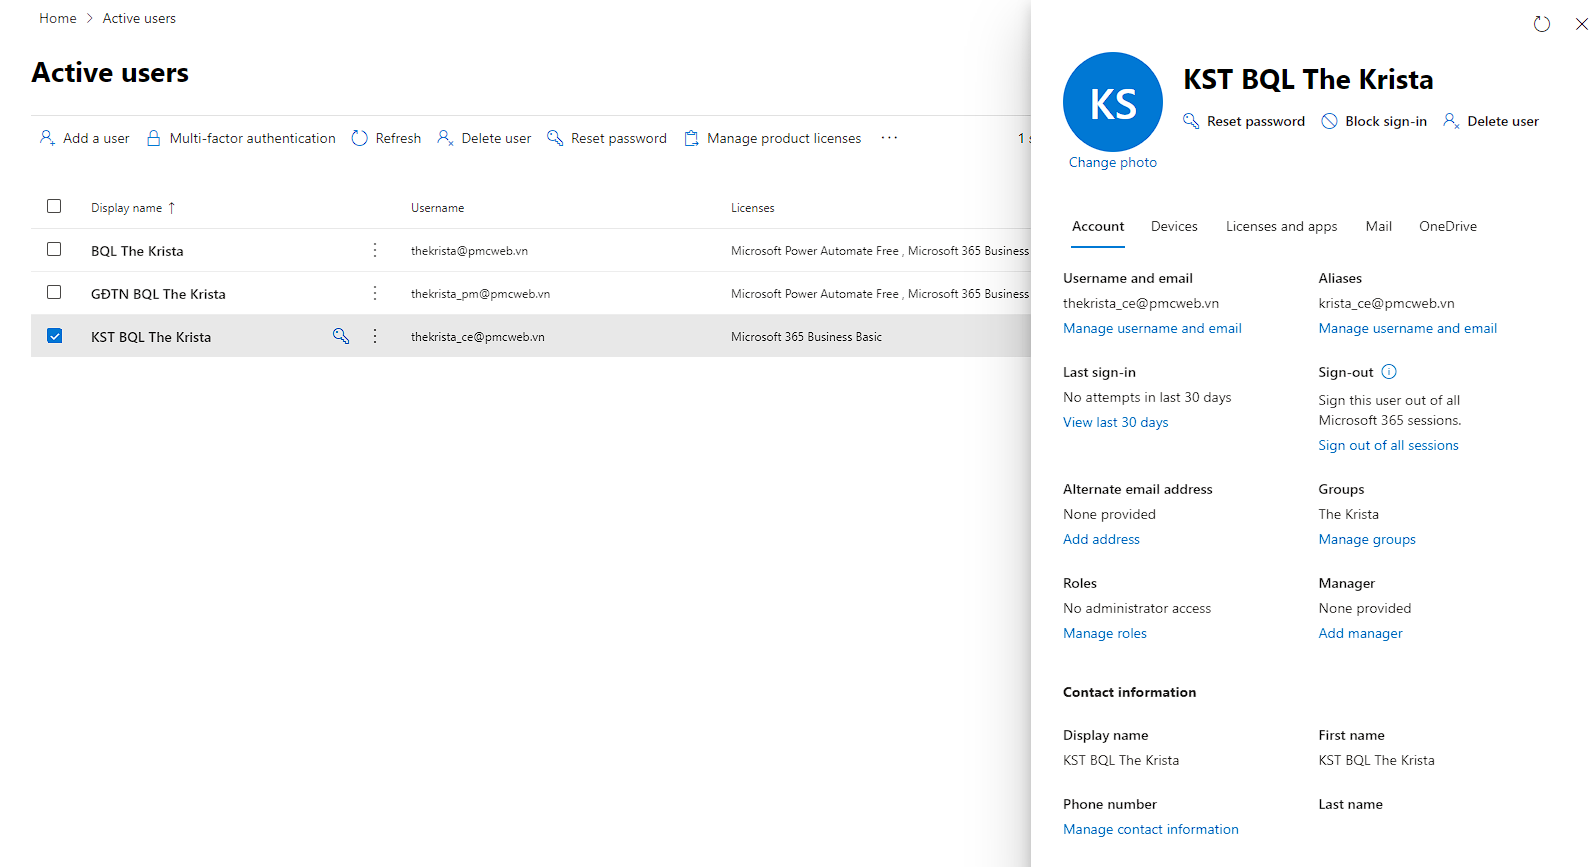 Home > Active users
Active users
Add a user Multi-factor authentication Refresh Delete user Reset password Manage product licenses ··· 1
Display name ↑ Username Licenses
BQL The Krista thekrista@pmcweb.vn Microsoft Power Automate Free , Microsoft 365 Business
GĐTN BQL The Krista thekrista_pm@pmcweb.vn Microsoft Power Automate Free , Microsoft 365 Business
KST BQL The Krista thekrista_ce@pmcweb.vn Microsoft 365 Business Basic
KS
Change photo
KST BQL The Krista
Reset password Block sign-in Delete user
Account Devices Licenses and apps Mail OneDrive
Username and email
thekrista_ce@pmcweb.vn
Manage username and email
Aliases
krista_ce@pmcweb.vn
Manage username and email
Last sign-in
No attempts in last 30 days
View last 30 days
Sign-out
Sign this user out of all
Microsoft 365 sessions.
Sign out of all sessions
Alternate email address
None provided
Add address
Groups
The Krista
Manage groups
Roles
No administrator access
Manage roles
Manager
None provided
Add manager
Contact information
Display name
KST BQL The Krista
First name
KST BQL The Krista
Phone number
Manage contact information
Last name